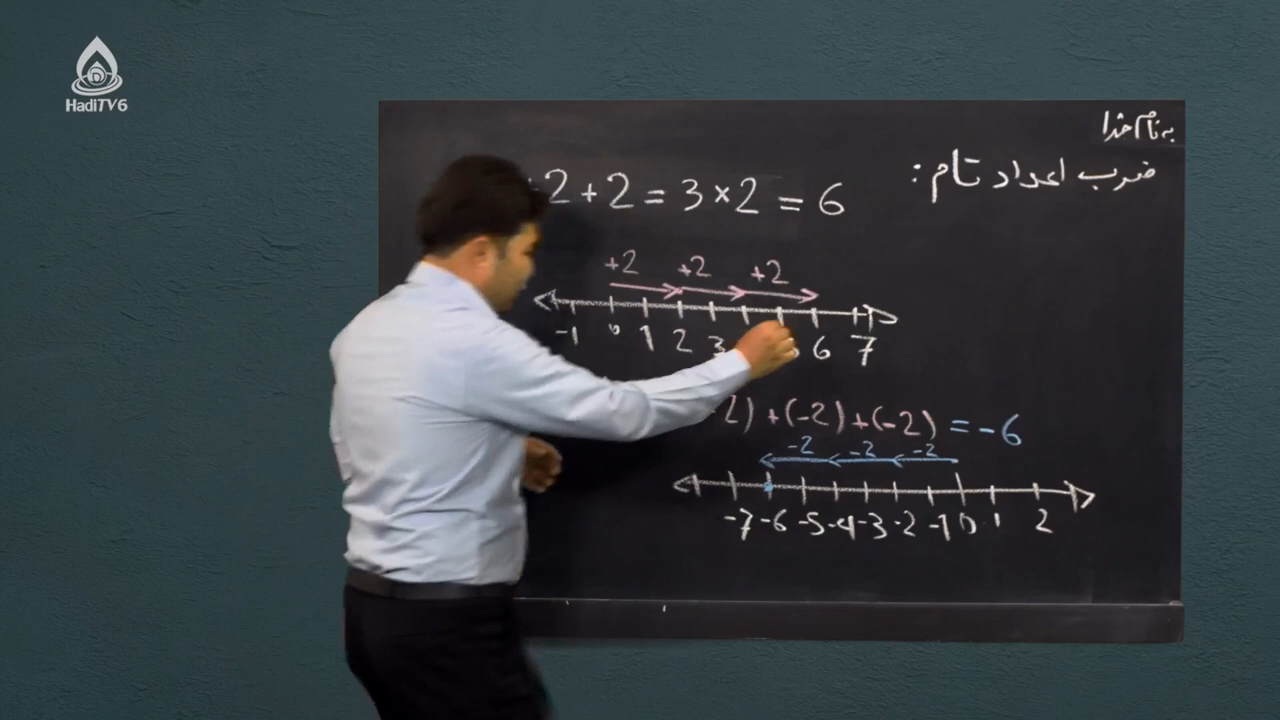 HadiTV6
به نام خدا
ضرب اعداد تام :
2 + 2 = 3 × 2 = 6
+2 +2 +2
-1 0 1 2 3 6 7
2) + (-2) + (-2) = -6
-2 -2 -2
-7 -6 -5 -4 -3 -2 -1 0 1 2